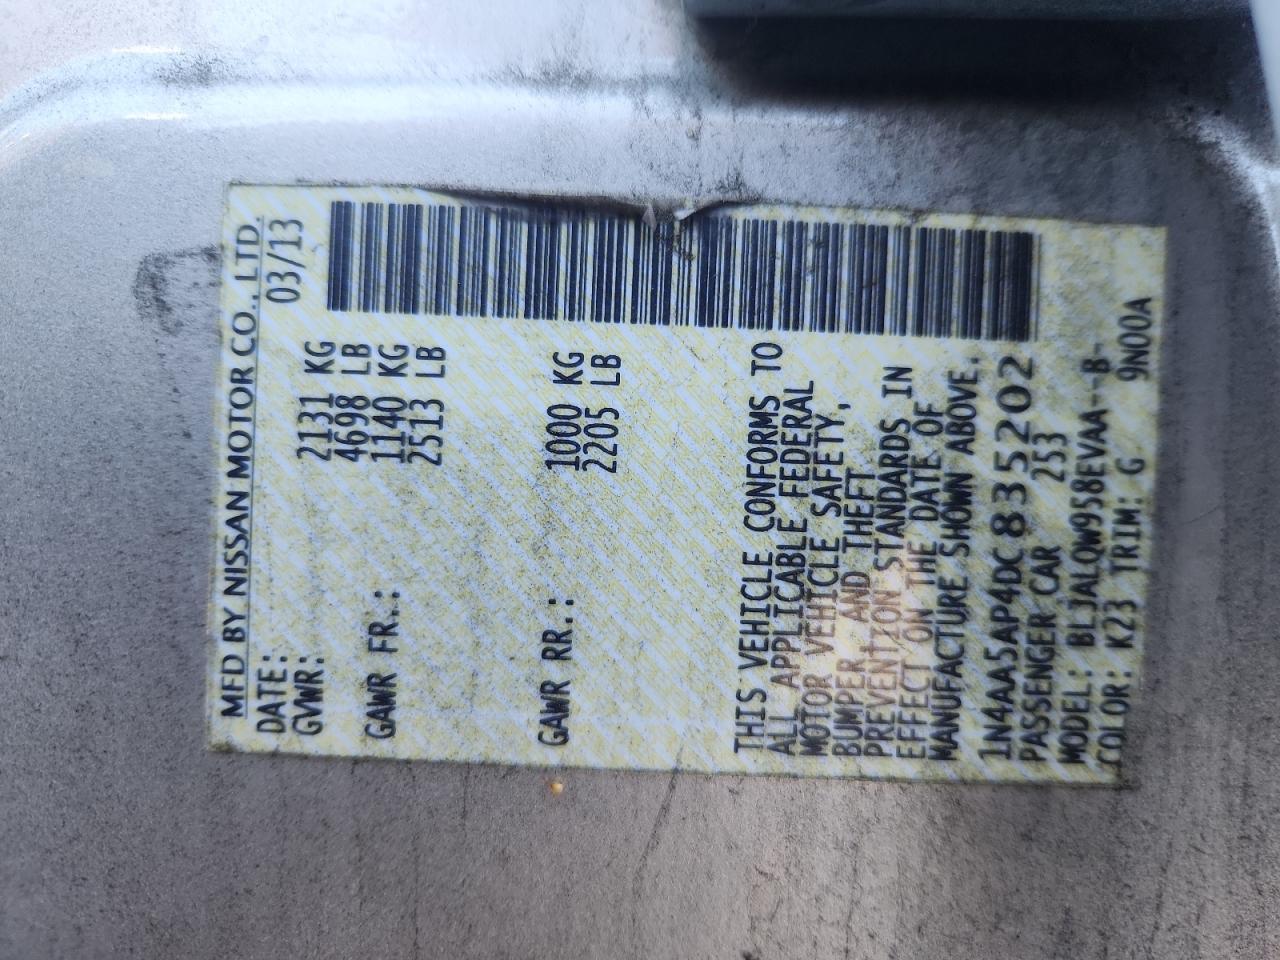 MFD BY NISSAN MOTOR CO., LTD.
DATE: 03/13
GVWR: 2131 KG
4698 LB
GAWR FR.: 1140 KG
2513 LB
GAWR RR.: 1000 KG
2205 LB
THIS VEHICLE CONFORMS TO
ALL APPLICABLE FEDERAL
MOTOR VEHICLE SAFETY,
BUMPER, AND THEFT
PREVENTION STANDARDS IN
EFFECT ON THE DATE OF
MANUFACTURE SHOWN ABOVE.
1N4AA5AP4DC835202
PASSENGER CAR 253
MODEL: BLJALQW958EVAA--B-
COLOR: K23 TRIM: G 9N00A